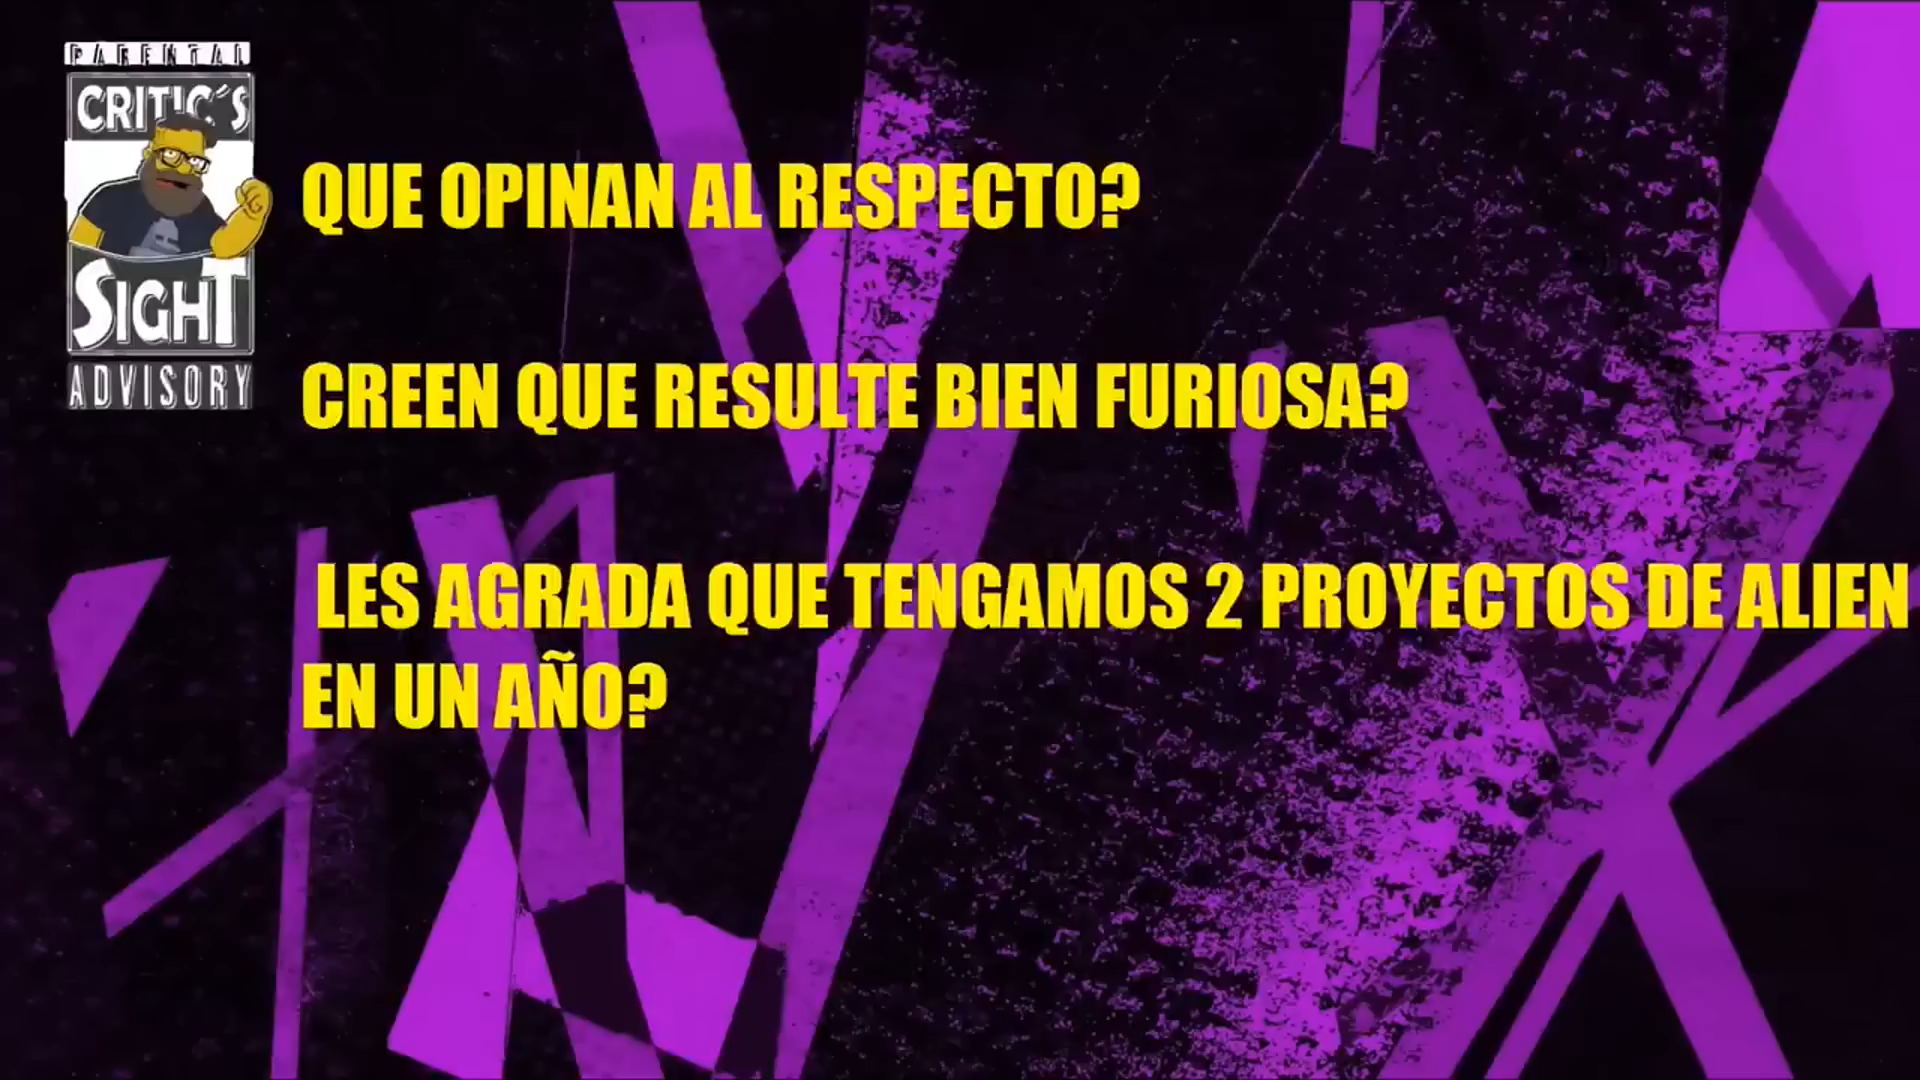 PARENTAL
CRITIC´S
SIGHT
ADVISORY
QUE OPINAN AL RESPECTO?
CREEN QUE RESULTE BIEN FURIOSA?
LES AGRADA QUE TENGAMOS 2 PROYECTOS DE ALIEN
EN UN AÑO?